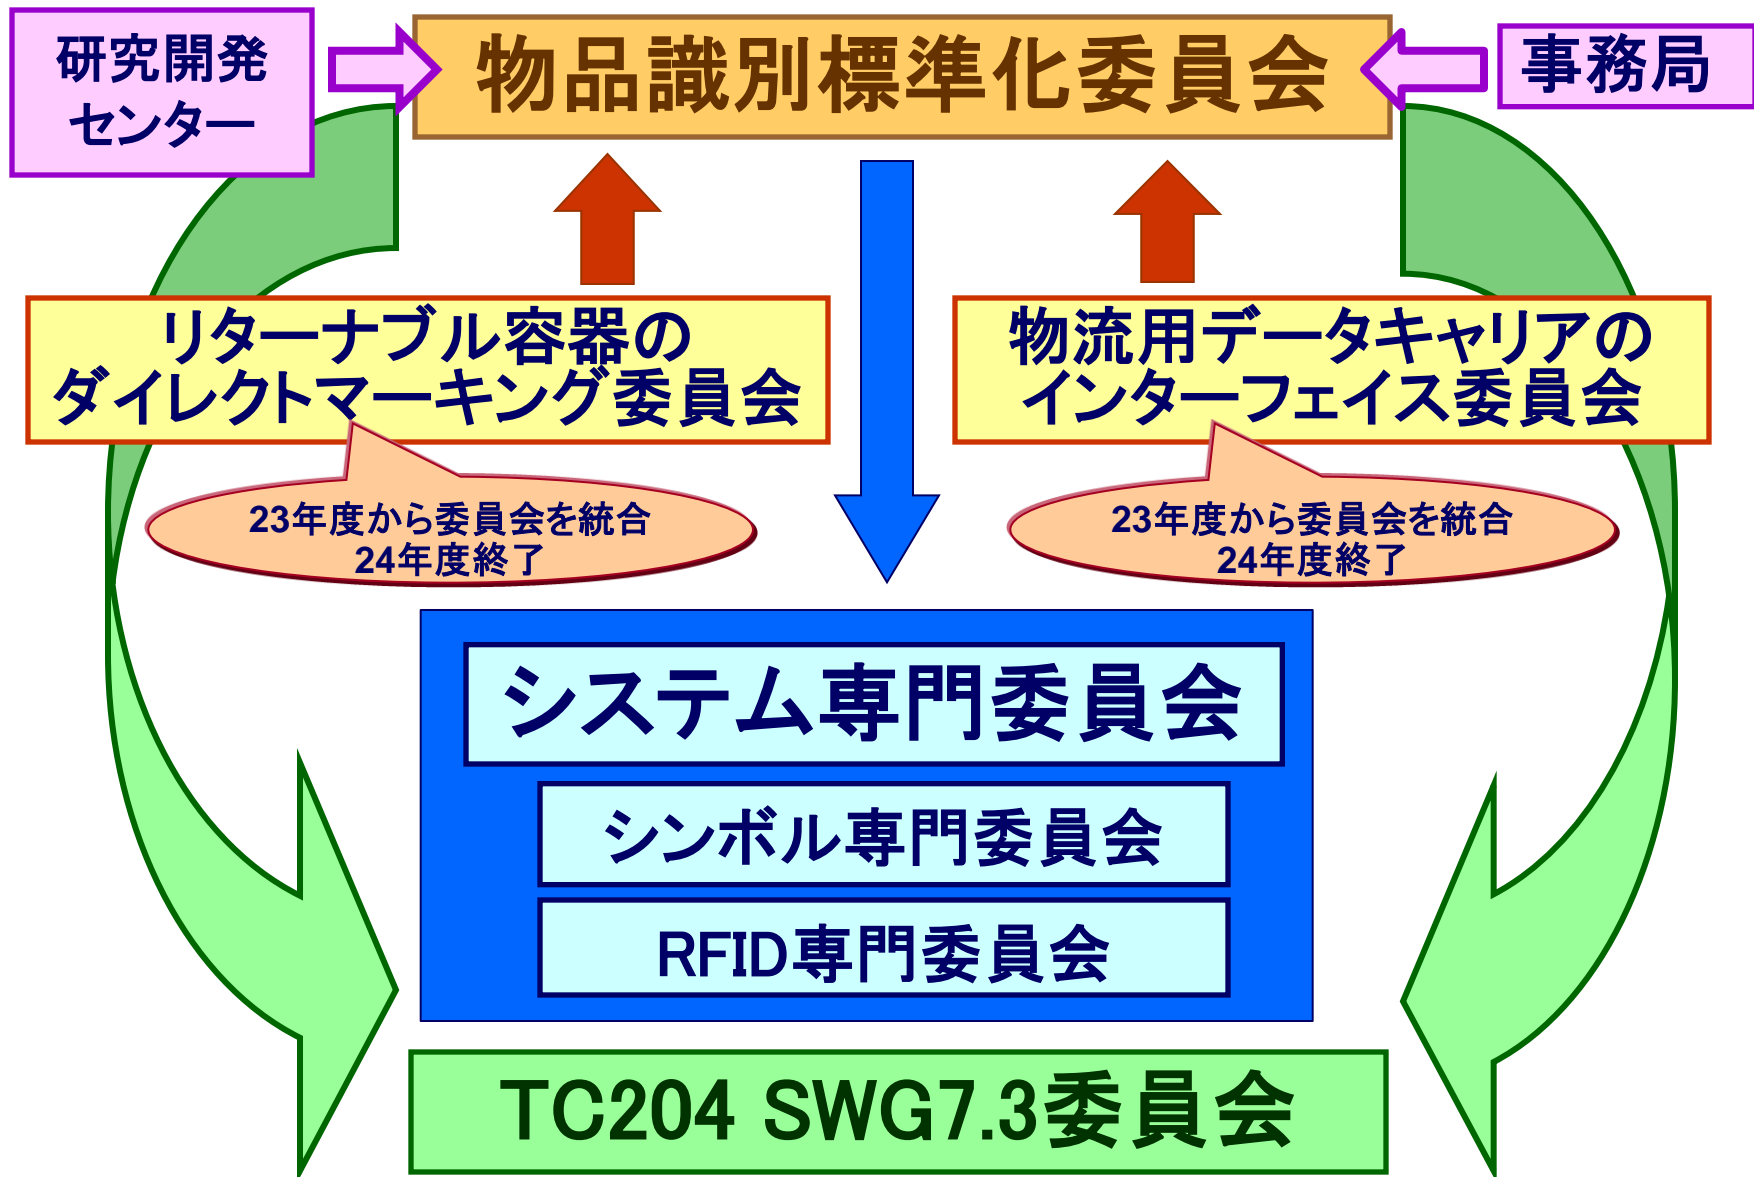 研究開発
センター
物品識別標準化委員会
事務局
リターナブル容器の
ダイレクトマーキング委員会
物流用データキャリアの
インターフェイス委員会
23年度から委員会を統合
24年度終了
23年度から委員会を統合
24年度終了
システム専門委員会
シンボル専門委員会
RFID専門委員会
TC204 SWG7.3委員会